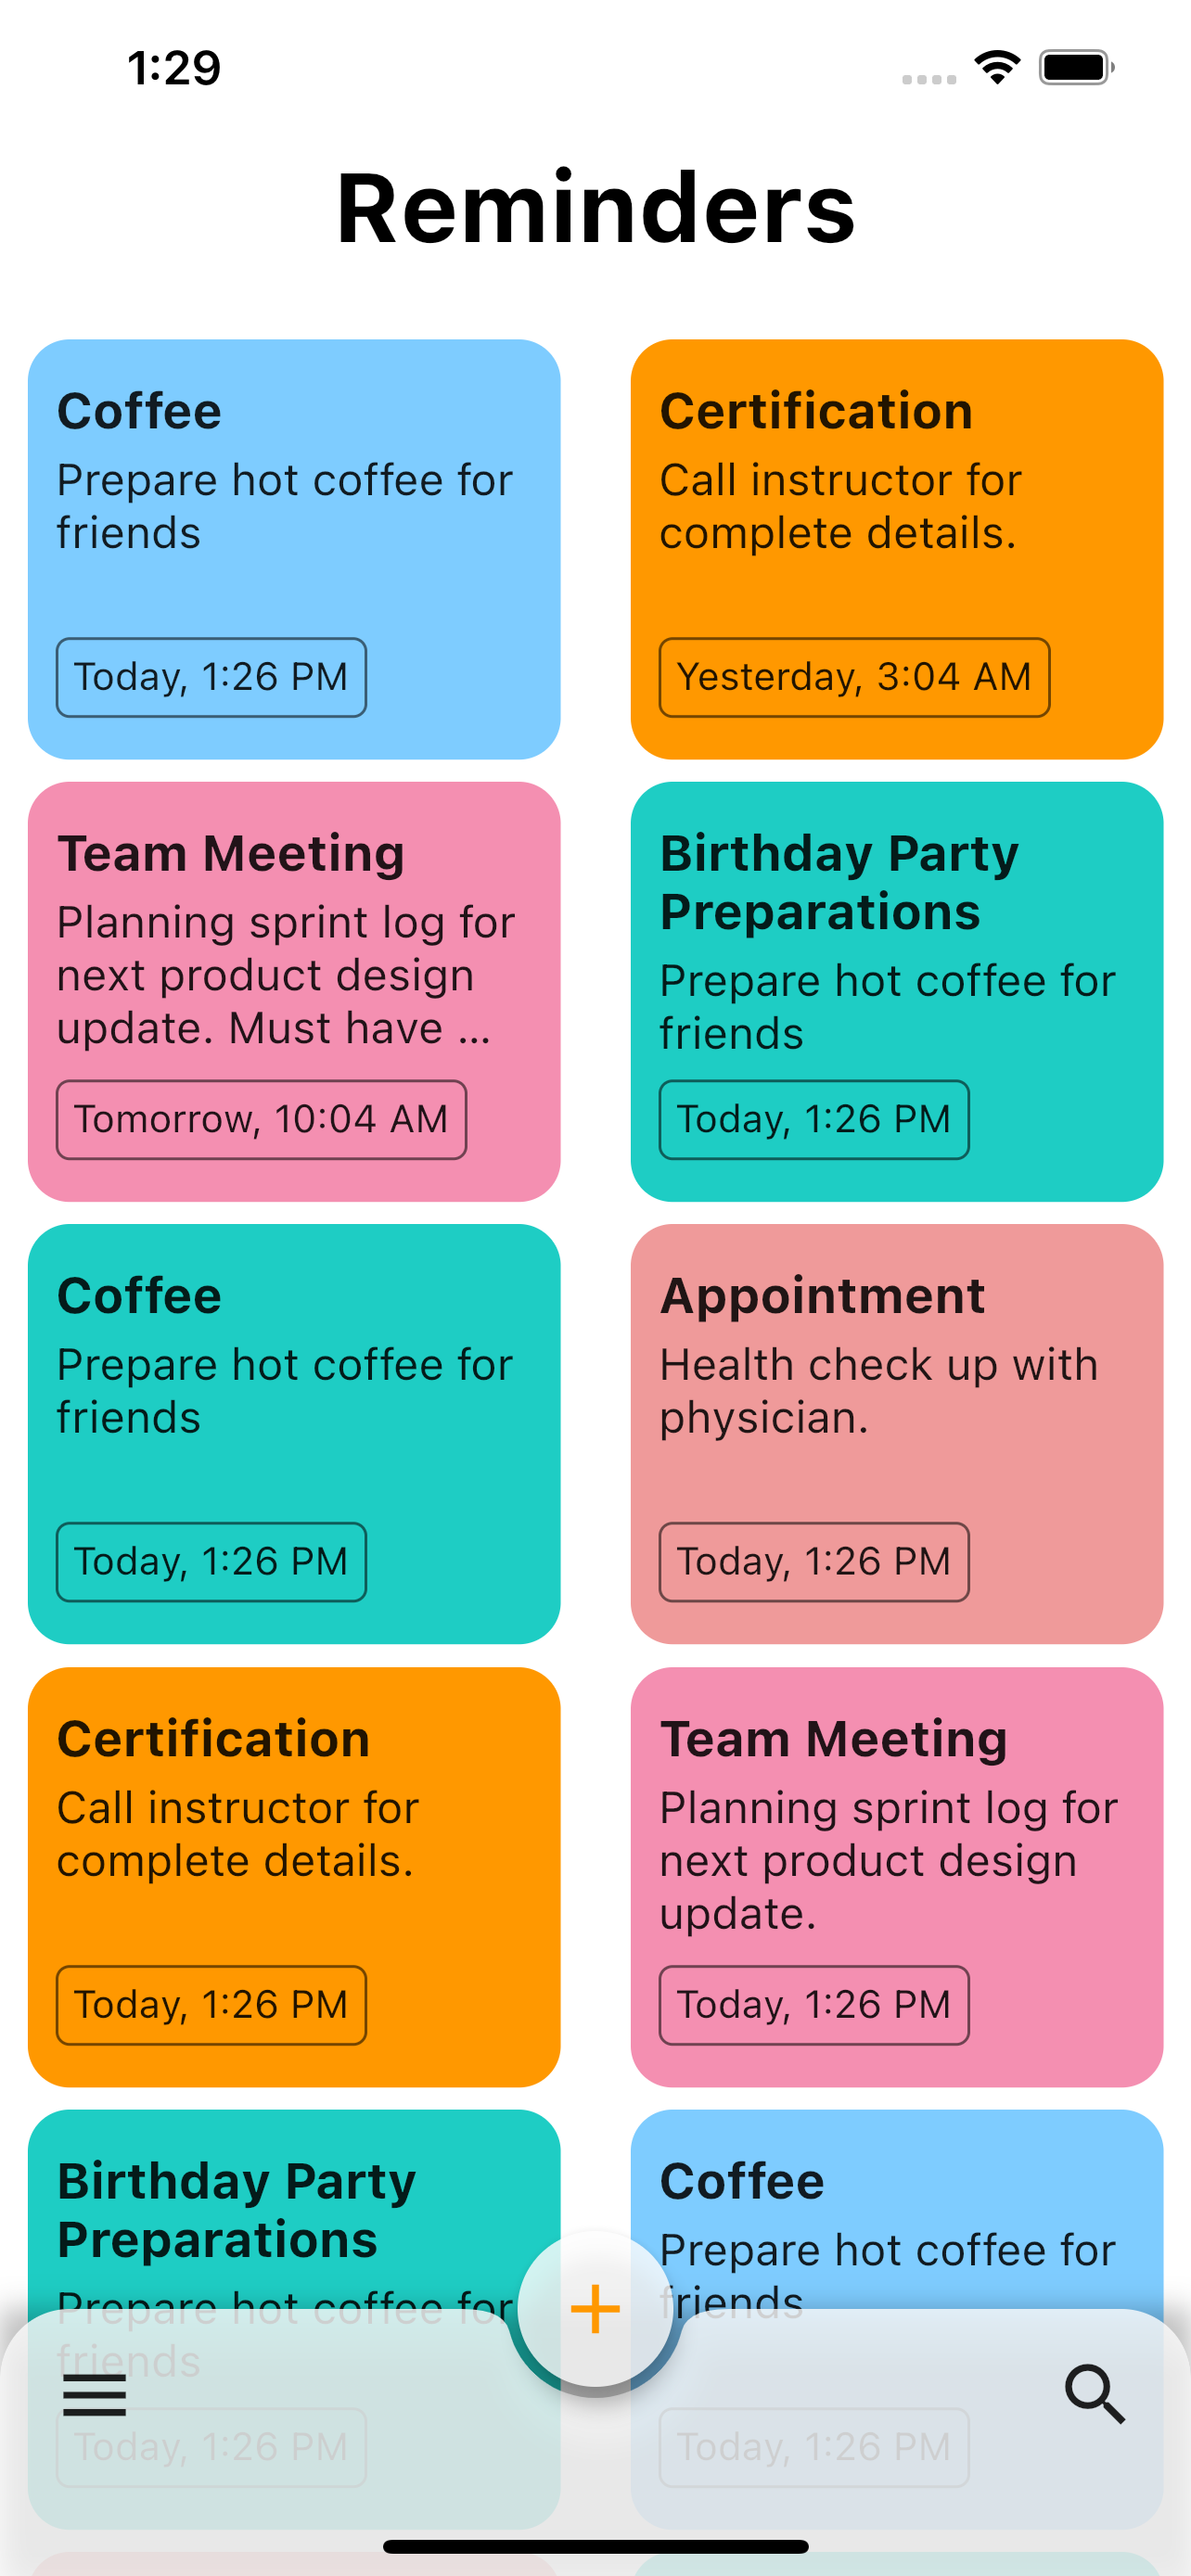 1:29
Reminders
Coffee
Prepare hot coffee for
friends
Today, 1:26 PM
Certification
Call instructor for
complete details.
Yesterday, 3:04 AM
Team Meeting
Planning sprint log for
next product design
update. Must have ...
Tomorrow, 10:04 AM
Birthday Party
Preparations
Prepare hot coffee for
friends
Today, 1:26 PM
Coffee
Prepare hot coffee for
friends
Today, 1:26 PM
Appointment
Health check up with
physician.
Today, 1:26 PM
Certification
Call instructor for
complete details.
Today, 1:26 PM
Team Meeting
Planning sprint log for
next product design
update.
Today, 1:26 PM
Birthday Party
Preparations
Prepare hot coffee for
friends
Today, 1:26 PM
Coffee
Prepare hot coffee for
friends
Today, 1:26 PM